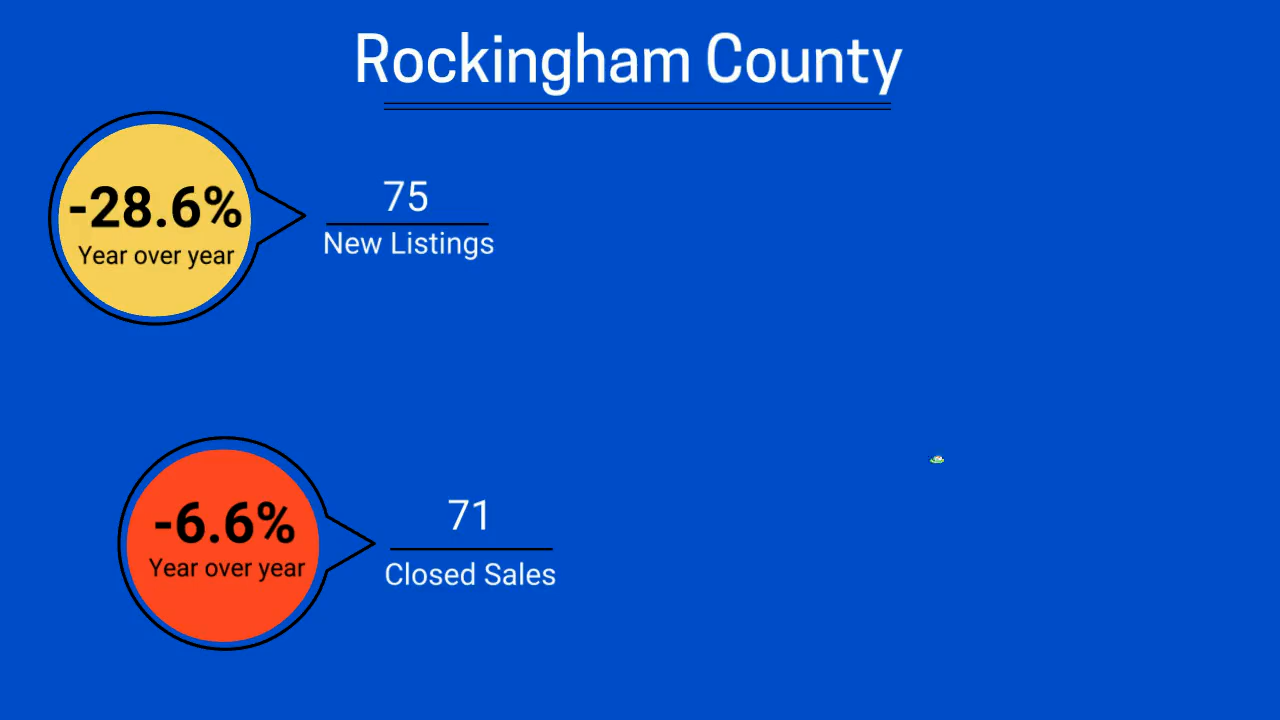 Rockingham County
-28.6%
Year over year
75
New Listings
-6.6%
Year over year
71
Closed Sales